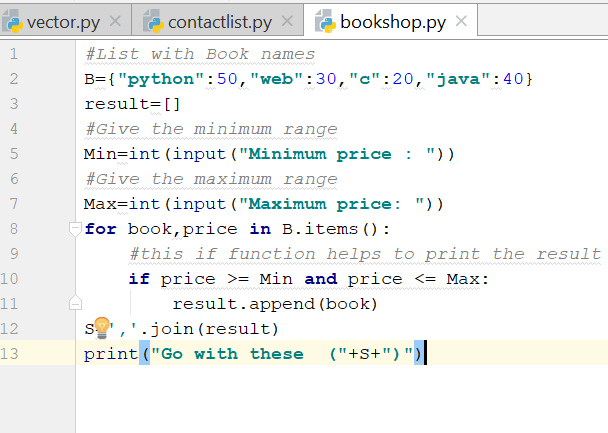 vector.py contactlist.py bookshop.py
1 #List with Book names
2 B={"python":50,"web":30,"c":20,"java":40}
3 result=[]
4 #Give the minimum range
5 Min=int(input("Minimum price : "))
6 #Give the maximum range
7 Max=int(input("Maximum price: "))
8 for book,price in B.items():
9 #this if function helps to print the result
10 if price >= Min and price <= Max:
11 result.append(book)
12 S ','.join(result)
13 print("Go with these  ("+S+")")